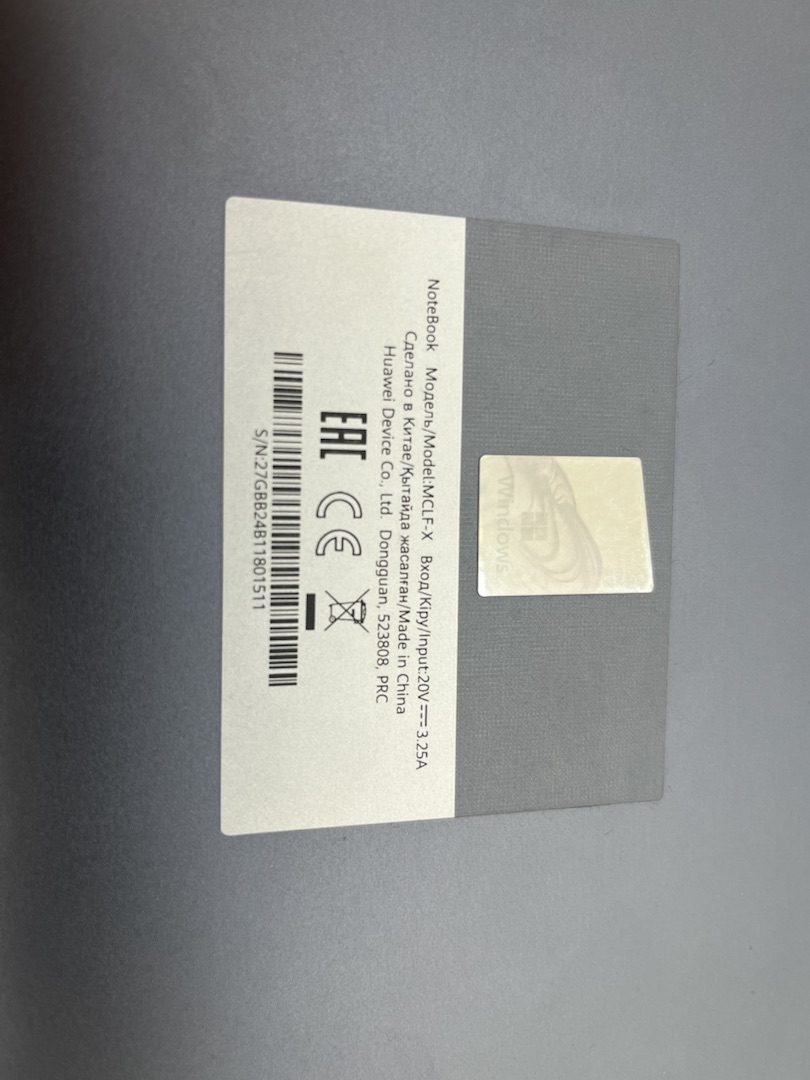 Windows
NoteBook Модель/Model:MCLF-X Вход/Кіру/Input:20V⎓3.25A
Сделано в Китае/Қытайда жасалған/Made in China
Huawei Device Co., Ltd. Dongguan, 523808, PRC
EAC CE
S/N:27GBB24B11801511